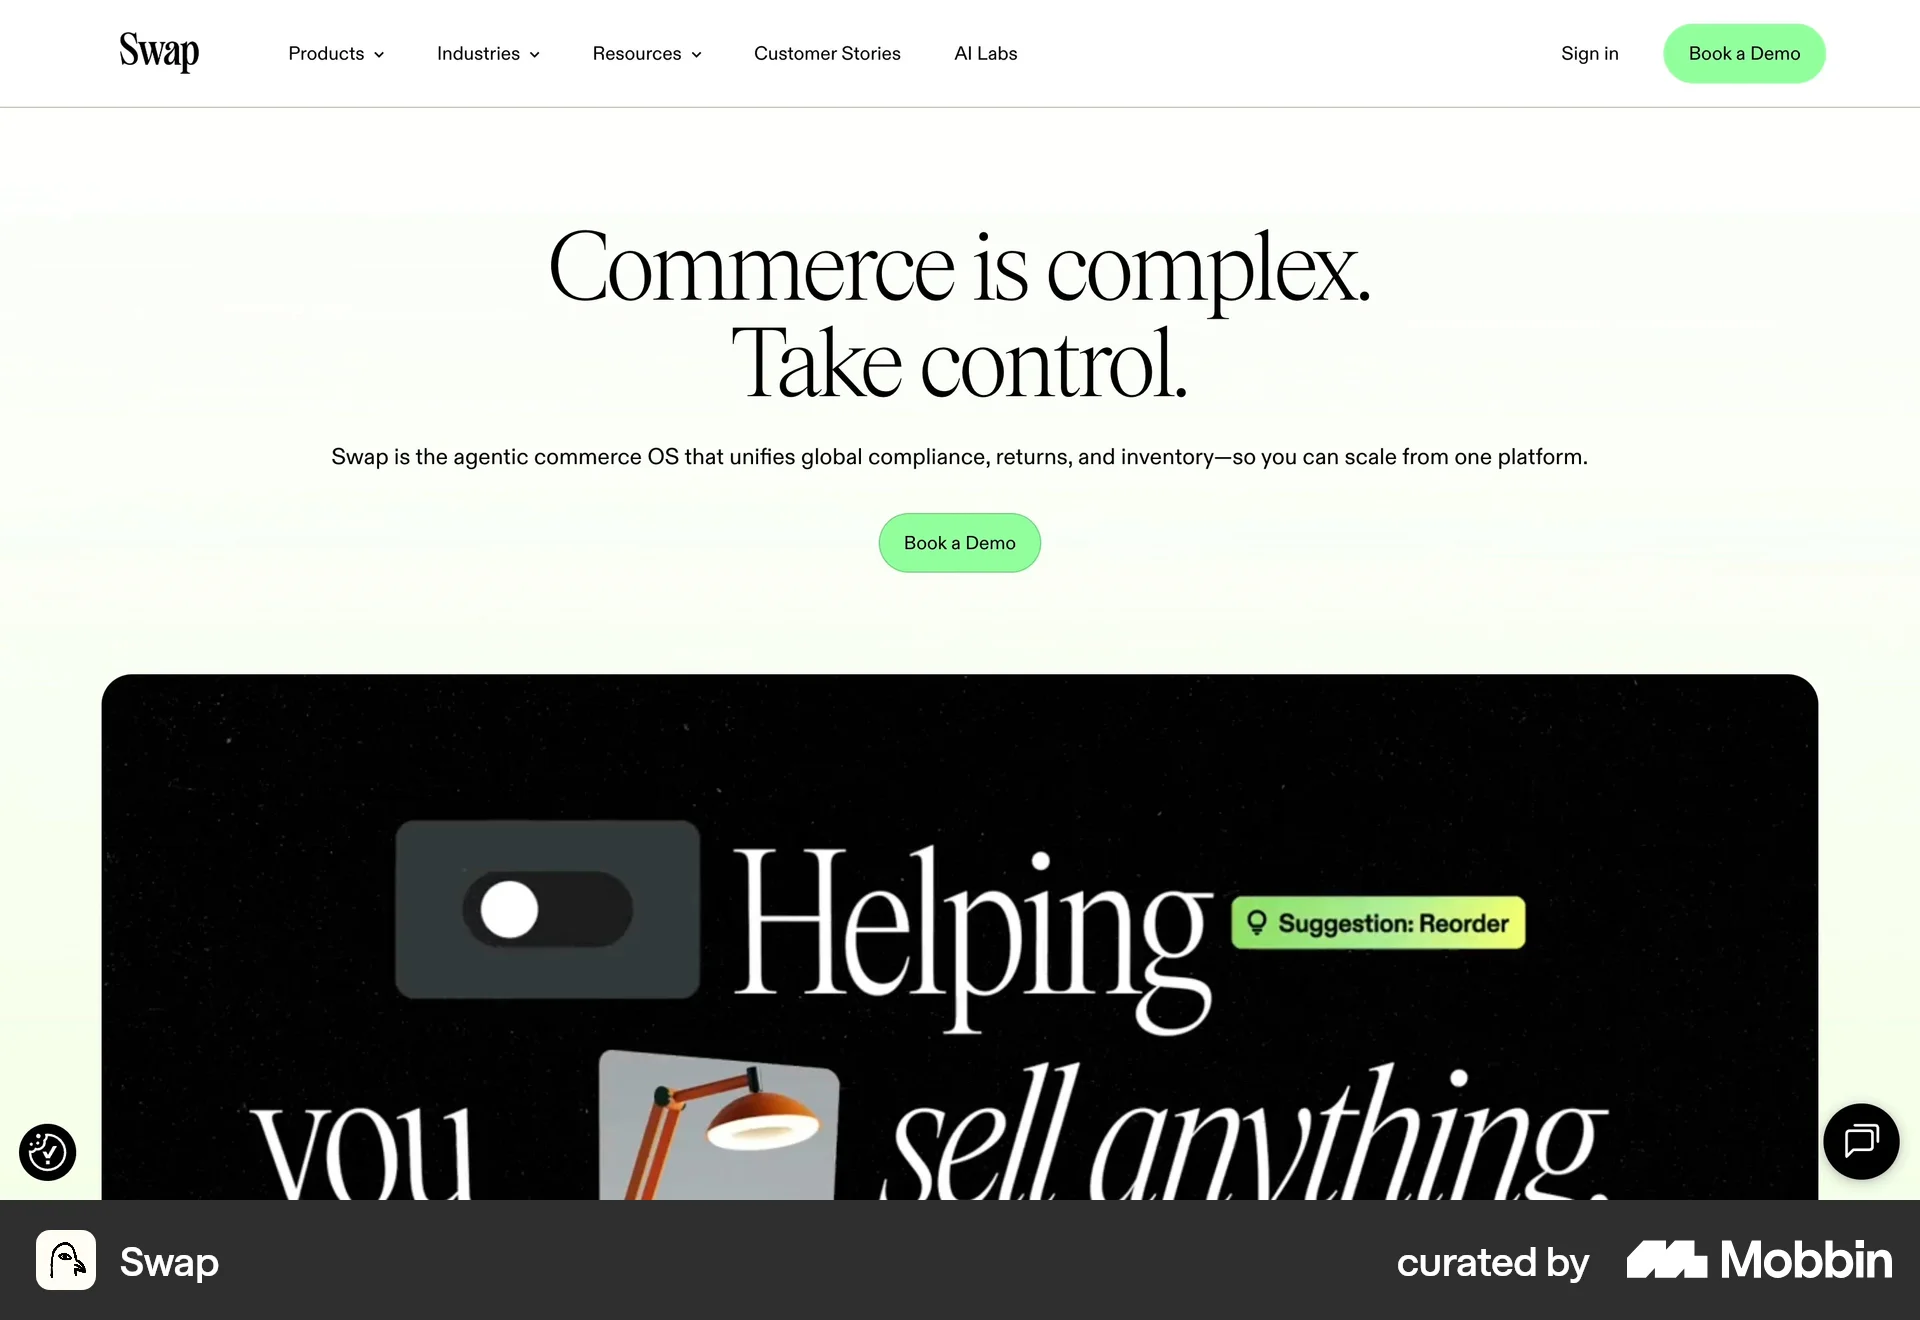 Swap
Products
Industries
Resources
Customer Stories
AI Labs
Sign in
Book a Demo
Commerce is complex.
Take control.
Swap is the agentic commerce OS that unifies global compliance, returns, and inventory—so you can scale from one platform.
Book a Demo
Helping
Suggestion: Reorder
you
sell anything.
Swap
curated by
Mobbin